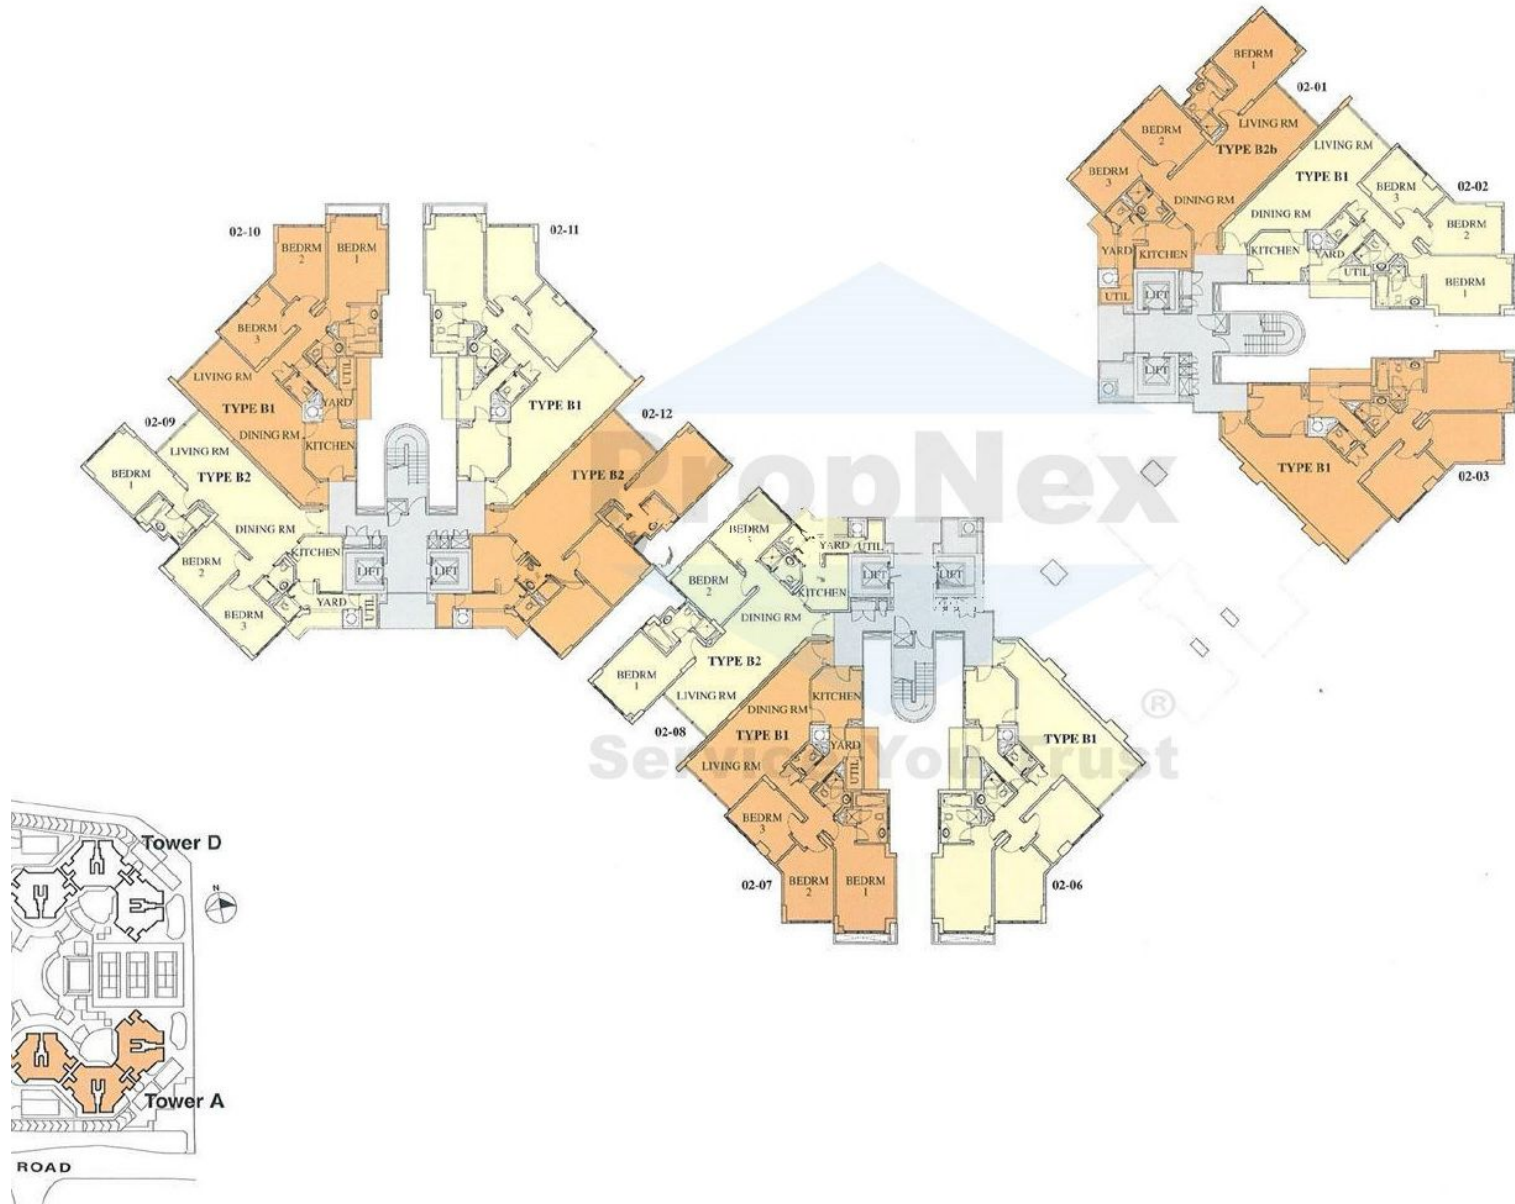 BEDRM
1
02-01
LIVING RM
BEDRM
2
TYPE B2b
BEDRM
3
DINING RM
YARD
KITCHEN
UTIL
LIFT
LIFT
LIVING RM
TYPE B1
BEDRM
3
02-02
DINING RM
BEDRM
2
KITCHEN
YARD
UTIL
BEDRM
1
TYPE B1
02-03
02-10
BEDRM
2
BEDRM
1
BEDRM
3
LIVING RM
UTIL
TYPE B1
YARD
DINING RM
KITCHEN
02-11
TYPE B1
02-09
LIVING RM
BEDRM
1
TYPE B2
DINING RM
KITCHEN
BEDRM
2
BEDRM
3
YARD
UTIL
LIFT
LIFT
02-12
TYPE B2
PropNex
Service You Trust
®
BEDRM
YARD
UTIL
BEDRM
2
KITCHEN
DINING RM
LIFT
LIFT
TYPE B2
BEDRM
1
LIVING RM
02-08
KITCHEN
DINING RM
TYPE B1
YARD
LIVING RM
UTIL
BEDRM
3
02-07
BEDRM
2
BEDRM
1
TYPE B1
02-06
Tower D
N
Tower A
ROAD